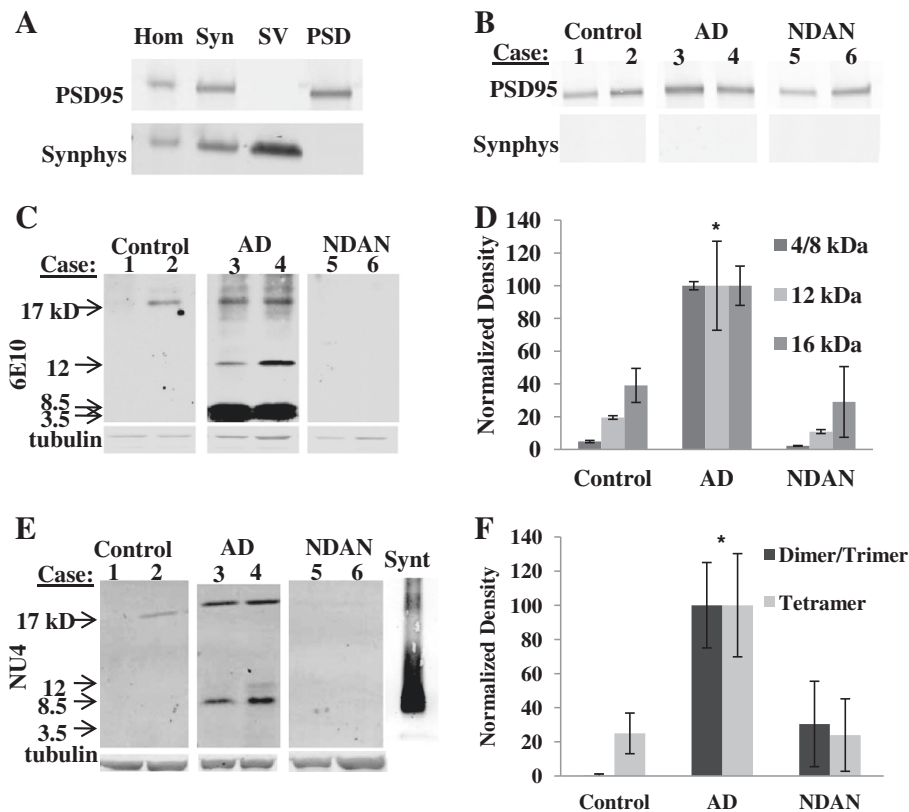 A
Hom Syn SV PSD
PSD95
Synphys
B
Control AD NDAN
Case: 1 2 3 4 5 6
PSD95
Synphys
C
Control AD NDAN
Case: 1 2 3 4 5 6
17 kD
12
8.5
3.5
6E10
tubulin
D
Normalized Density
140
120
100
80
60
40
20
0
*
4/8 kDa
12 kDa
16 kDa
Control AD NDAN
E
Control AD NDAN Synt
Case: 1 2 3 4 5 6
17 kD
12
8.5
3.5
NU4
tubulin
F
Normalized Density
140
120
100
80
60
40
20
0
*
Dimer/Trimer
Tetramer
Control AD NDAN